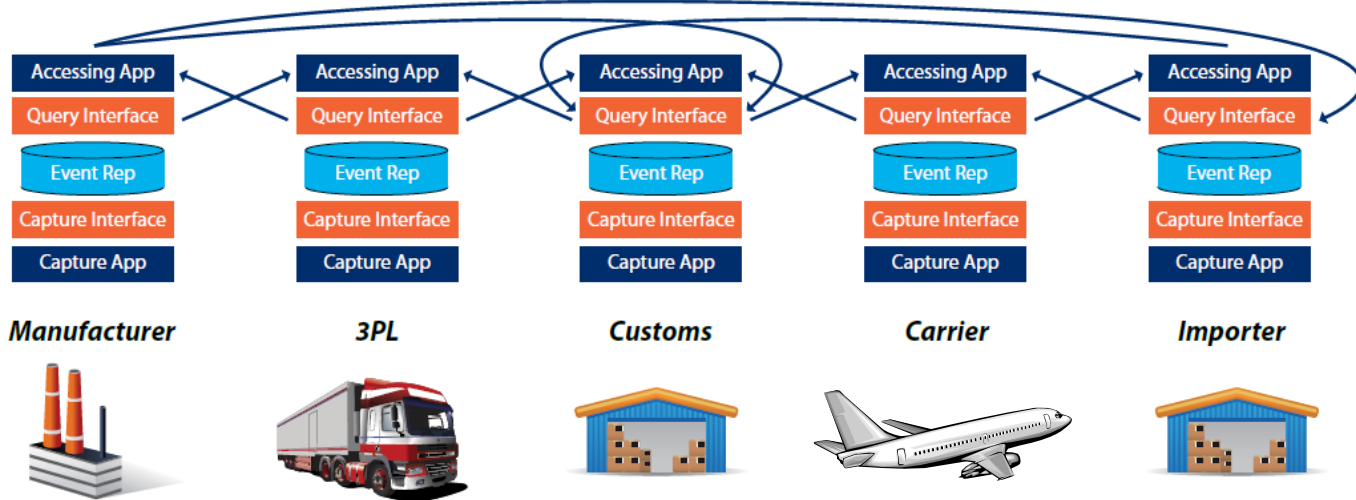 Accessing App Accessing App Accessing App Accessing App Accessing App
Query Interface Query Interface Query Interface Query Interface Query Interface
Event Rep Event Rep Event Rep Event Rep Event Rep
Capture Interface Capture Interface Capture Interface Capture Interface Capture Interface
Capture App Capture App Capture App Capture App Capture App
Manufacturer 3PL Customs Carrier Importer